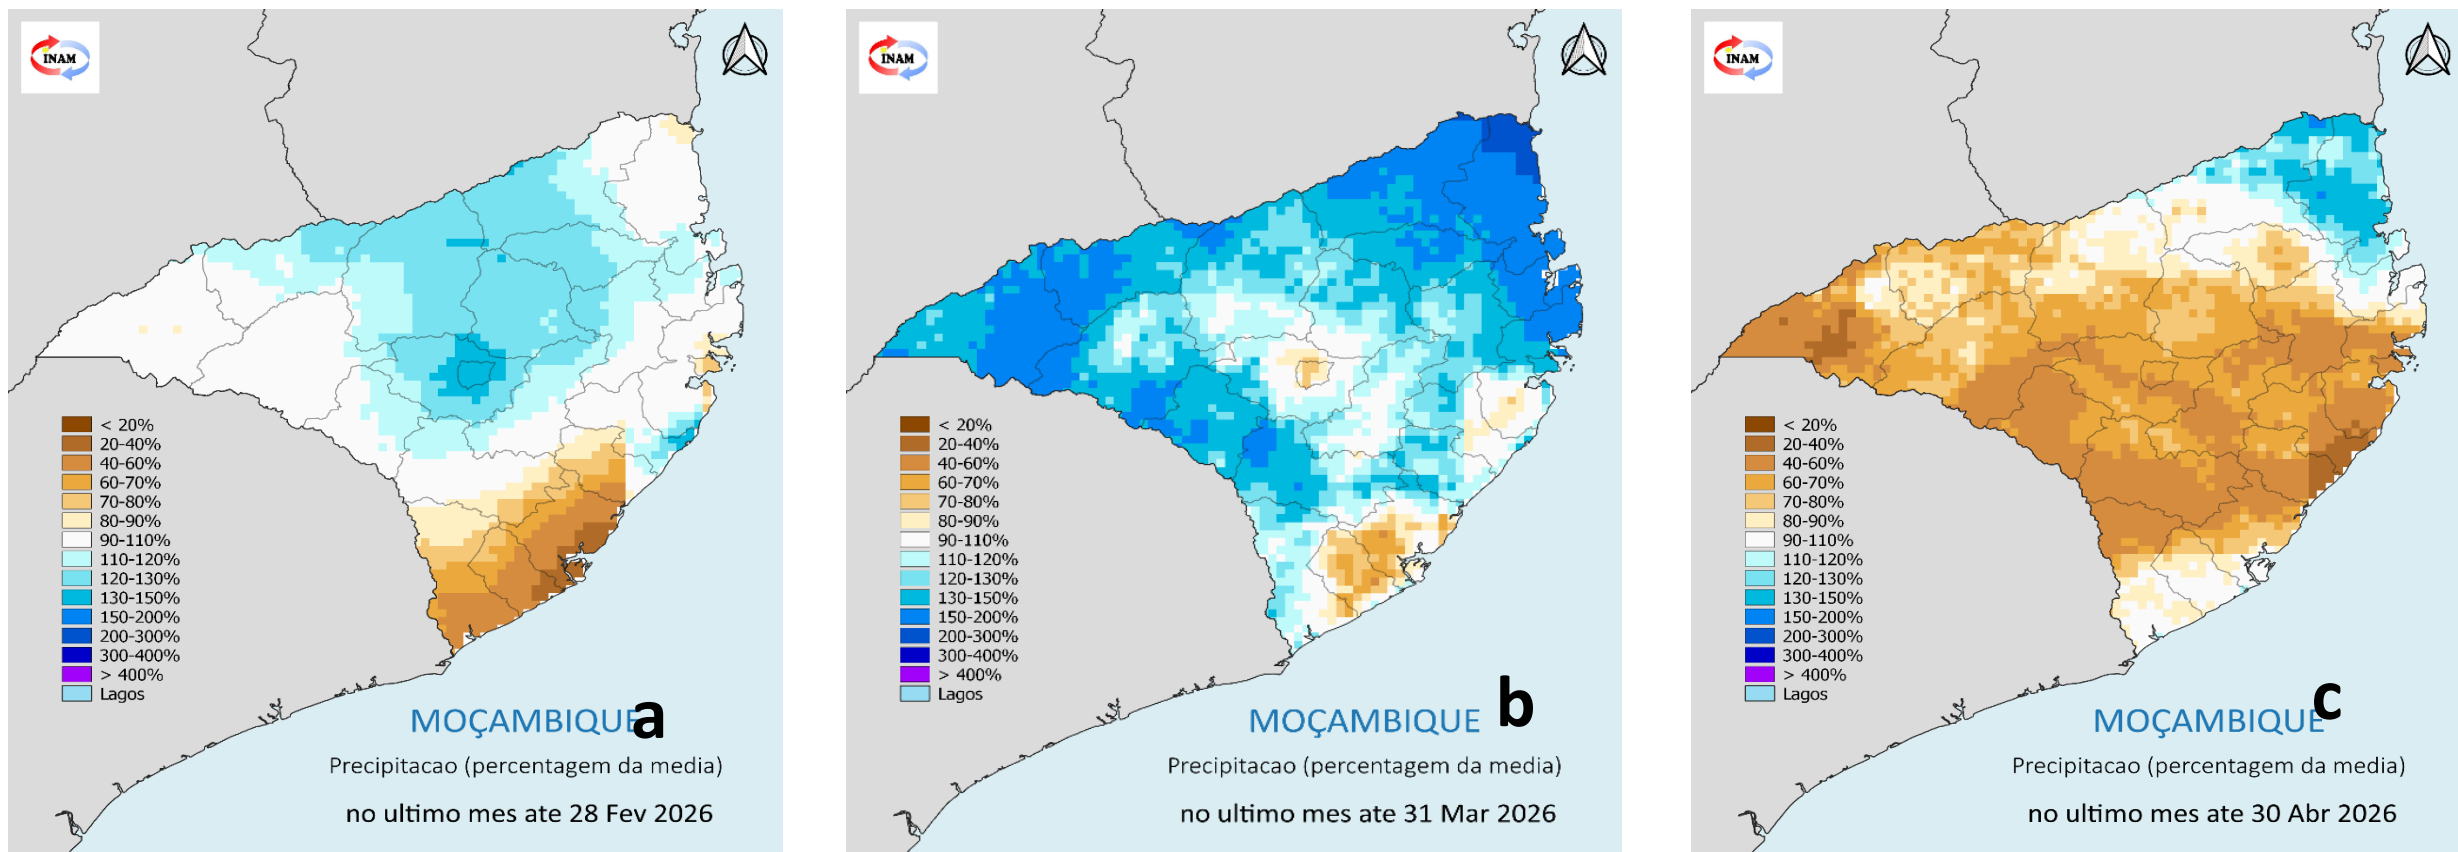 INAM
< 20%
20-40%
40-60%
60-70%
70-80%
80-90%
90-110%
110-120%
120-130%
130-150%
150-200%
200-300%
300-400%
> 400%
Lagos
MOÇAMBIQUE
a
Precipitacao (percentagem da media)
no ultimo mes ate 28 Fev 2026
INAM
< 20%
20-40%
40-60%
60-70%
70-80%
80-90%
90-110%
110-120%
120-130%
130-150%
150-200%
200-300%
300-400%
> 400%
Lagos
MOÇAMBIQUE
b
Precipitacao (percentagem da media)
no ultimo mes ate 31 Mar 2026
INAM
< 20%
20-40%
40-60%
60-70%
70-80%
80-90%
90-110%
110-120%
120-130%
130-150%
150-200%
200-300%
300-400%
> 400%
Lagos
MOÇAMBIQUE
c
Precipitacao (percentagem da media)
no ultimo mes ate 30 Abr 2026